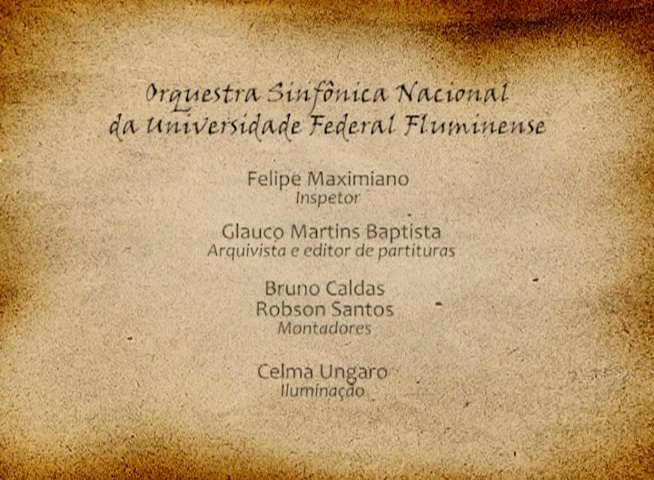 Orquestra Sinfônica Nacional
da Universidade Federal Fluminense
Felipe Maximiano
Inspetor
Glauco Martins Baptista
Arquivista e editor de partituras
Bruno Caldas
Robson Santos
Montadores
Celma Ungaro
Iluminação